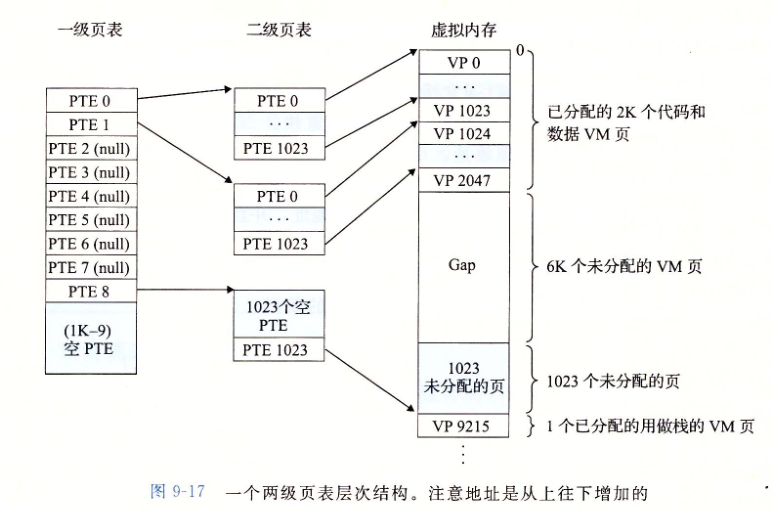 一级页表
二级页表
虚拟内存
PTE 0
PTE 1
PTE 2 (null)
PTE 3 (null)
PTE 4 (null)
PTE 5 (null)
PTE 6 (null)
PTE 7 (null)
PTE 8
(1K–9)
空 PTE
PTE 0
···
PTE 1023
PTE 0
···
PTE 1023
1023个空
PTE
PTE 1023
0
VP 0
···
VP 1023
VP 1024
···
VP 2047
Gap
1023
未分配的页
VP 9215
⋮
已分配的 2K 个代码和
数据 VM 页
6K 个未分配的 VM 页
1023 个未分配的页
1 个已分配的用做栈的 VM 页
图 9-17 一个两级页表层次结构。注意地址是从上往下增加的